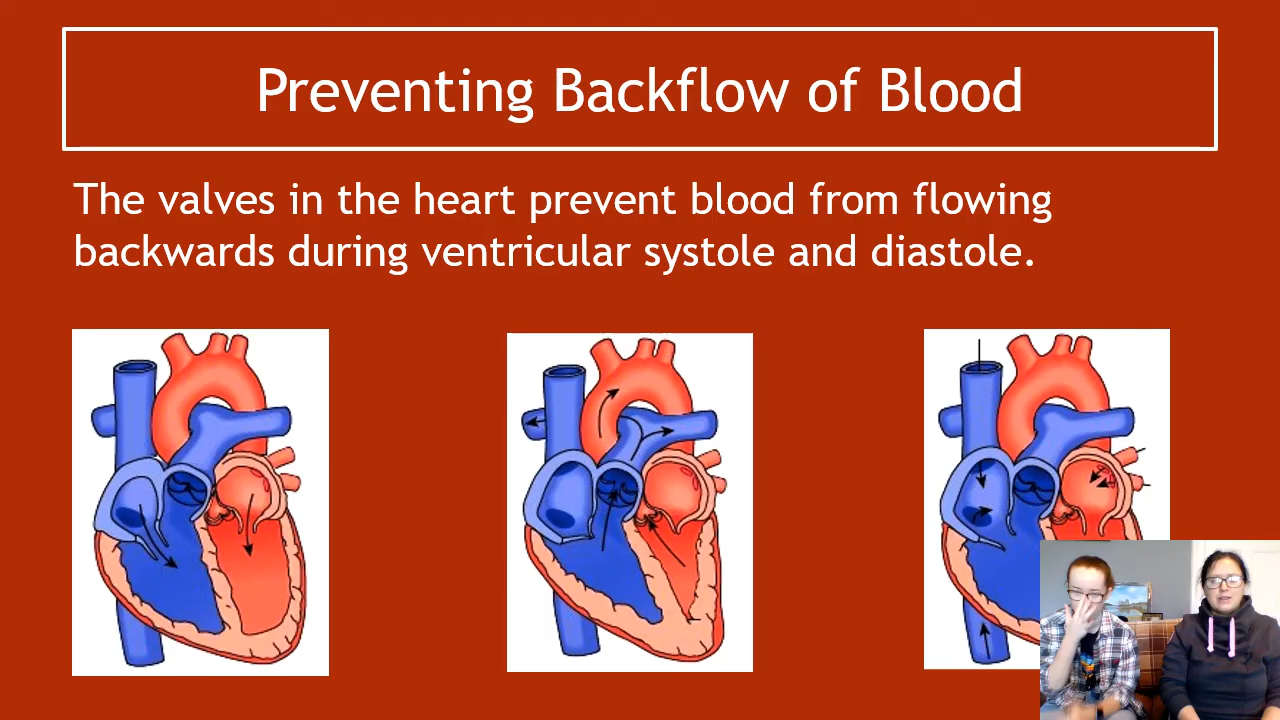 Preventing Backflow of Blood
The valves in the heart prevent blood from flowing
backwards during ventricular systole and diastole.